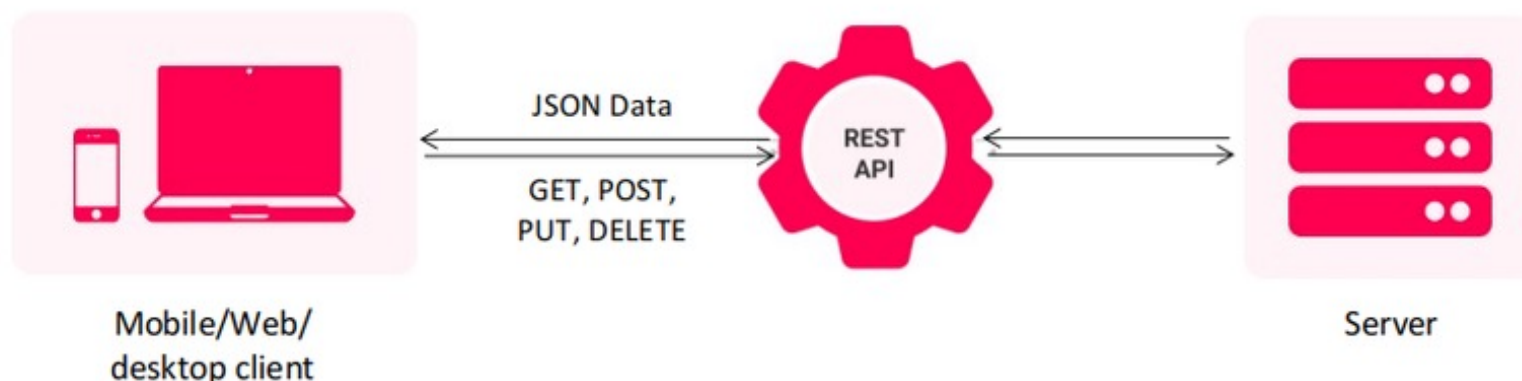 JSON Data
GET, POST,
PUT, DELETE
REST
API
Mobile/Web/
desktop client
Server